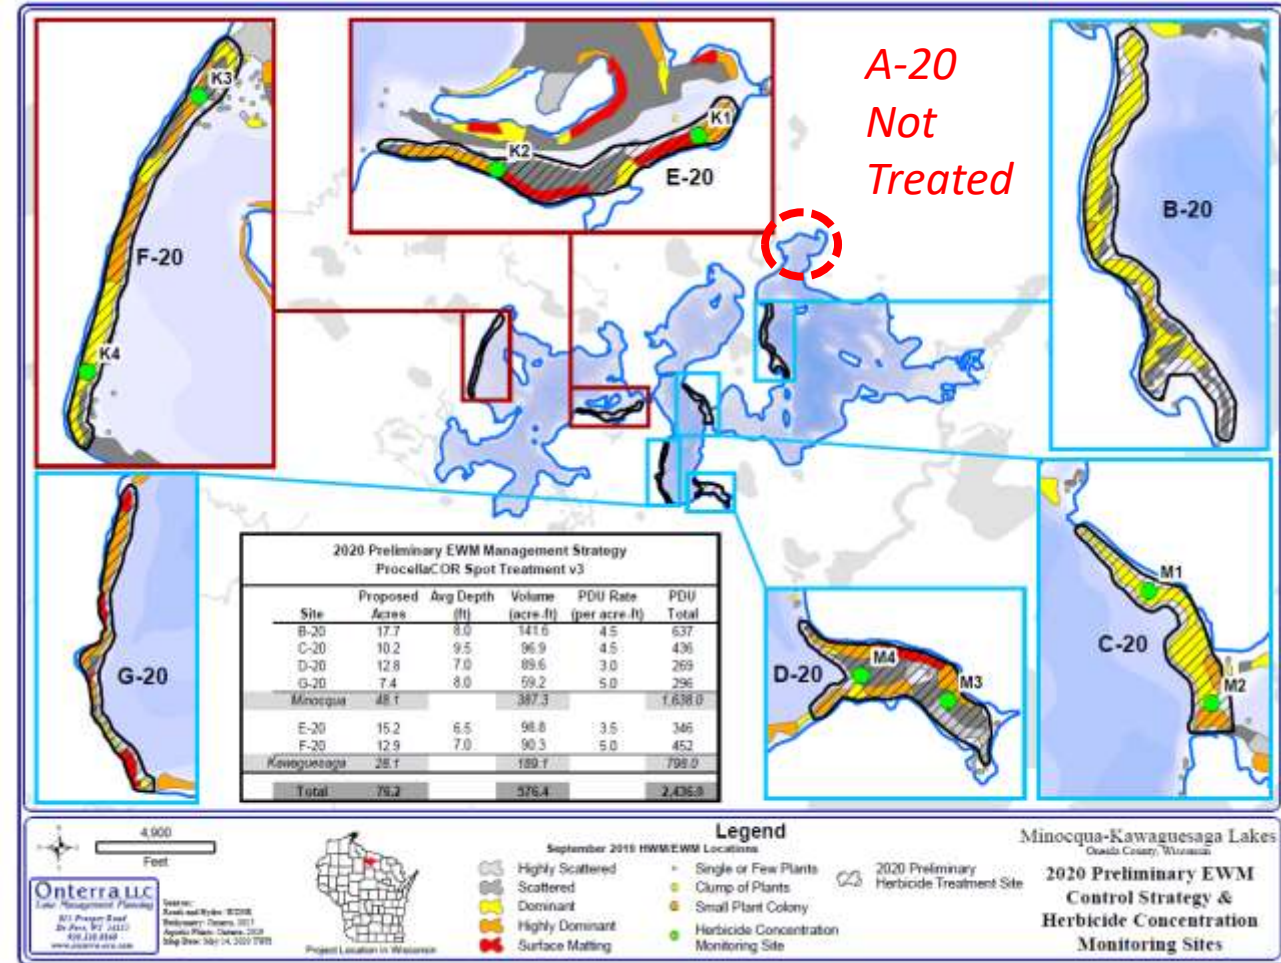 A-20
Not
Treated
K3
F-20
K4
K2
K1
E-20
B-20
G-20
D-20
M4
M3
M1
C-20
M2
2020 Preliminary EWM Management Strategy
ProcellaCOR Spot Treatment v3
Site Proposed Acres Avg Depth (ft) Volume (acre-ft) PDU Rate (per acre-ft) PDU Total
B-20 17.7 8.0 141.6 4.5 637
C-20 10.2 9.5 96.9 4.5 436
D-20 12.8 7.0 89.6 3.0 269
G-20 7.4 8.0 59.2 5.0 296
Minocqua 48.1 387.3 1,638.0
E-20 15.2 6.5 98.8 3.5 346
F-20 12.9 7.0 90.3 5.0 452
Kawaguesaga 28.1 189.1 798.0
Total 76.2 576.4 2,436.0
4,900
Feet
Onterra LLC
Lake Management Planning
www.onterra-eco.com
Project Location in Wisconsin
Legend
September 2019 HWM/EWM Locations
Highly Scattered
Scattered
Dominant
Highly Dominant
Surface Matting
Single or Few Plants
Clump of Plants
Small Plant Colony
Herbicide Concentration
Monitoring Site
2020 Preliminary
Herbicide Treatment Site
Minocqua-Kawaguesaga Lakes
Oneida County, Wisconsin
2020 Preliminary EWM
Control Strategy &
Herbicide Concentration
Monitoring Sites